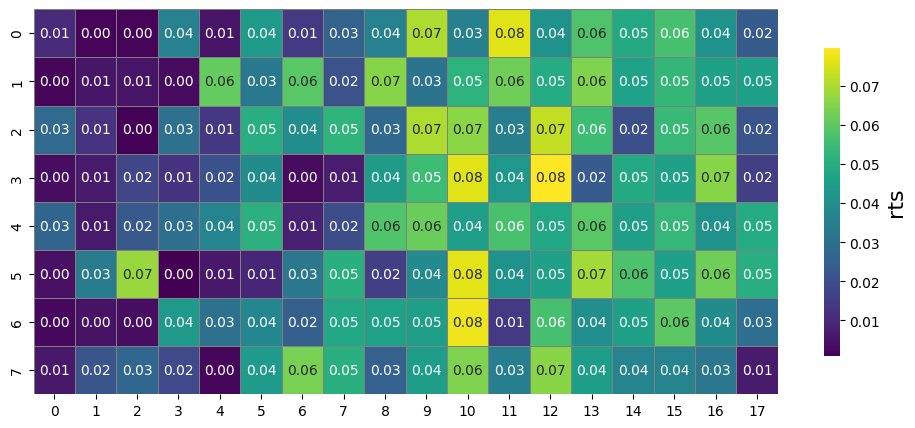 0 0.01 0.00 0.00 0.04 0.01 0.04 0.01 0.03 0.04 0.07 0.03 0.08 0.04 0.06 0.05 0.06 0.04 0.02
1 0.00 0.01 0.01 0.00 0.06 0.03 0.06 0.02 0.07 0.03 0.05 0.06 0.05 0.06 0.05 0.05 0.05 0.05
2 0.03 0.01 0.00 0.03 0.01 0.05 0.04 0.05 0.03 0.07 0.07 0.03 0.07 0.06 0.02 0.05 0.06 0.02
3 0.00 0.01 0.02 0.01 0.02 0.04 0.00 0.01 0.04 0.05 0.08 0.04 0.08 0.02 0.05 0.05 0.07 0.02
4 0.03 0.01 0.02 0.03 0.04 0.05 0.01 0.02 0.06 0.06 0.04 0.06 0.05 0.06 0.05 0.05 0.04 0.05
5 0.00 0.03 0.07 0.00 0.01 0.01 0.03 0.05 0.02 0.04 0.08 0.04 0.05 0.07 0.06 0.05 0.06 0.05
6 0.00 0.00 0.00 0.04 0.03 0.04 0.02 0.05 0.05 0.05 0.08 0.01 0.06 0.04 0.05 0.06 0.04 0.03
7 0.01 0.02 0.03 0.02 0.00 0.04 0.06 0.05 0.03 0.04 0.06 0.03 0.07 0.04 0.04 0.04 0.03 0.01
0 1 2 3 4 5 6 7 8 9 10 11 12 13 14 15 16 17
0.07
0.06
0.05
0.04
0.03
0.02
0.01
rts